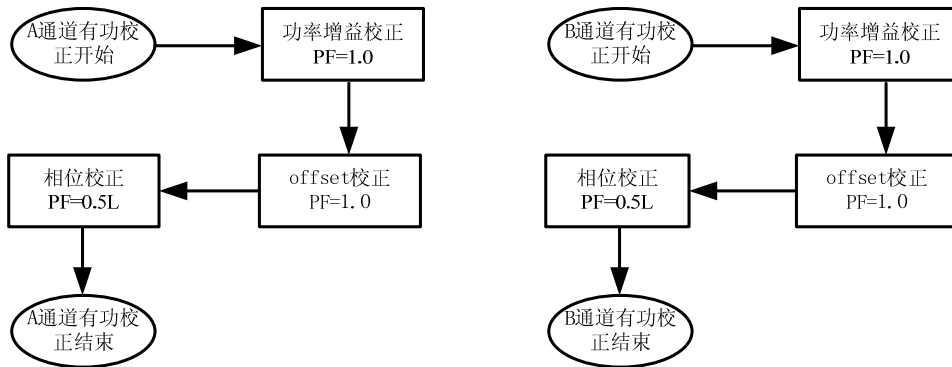 A通道有功校
正开始
功率增益校正
PF=1.0
offset校正
PF=1.0
相位校正
PF=0.5L
A通道有功校
正结束
B通道有功校
正开始
功率增益校正
PF=1.0
offset校正
PF=1.0
相位校正
PF=0.5L
B通道有功校
正结束